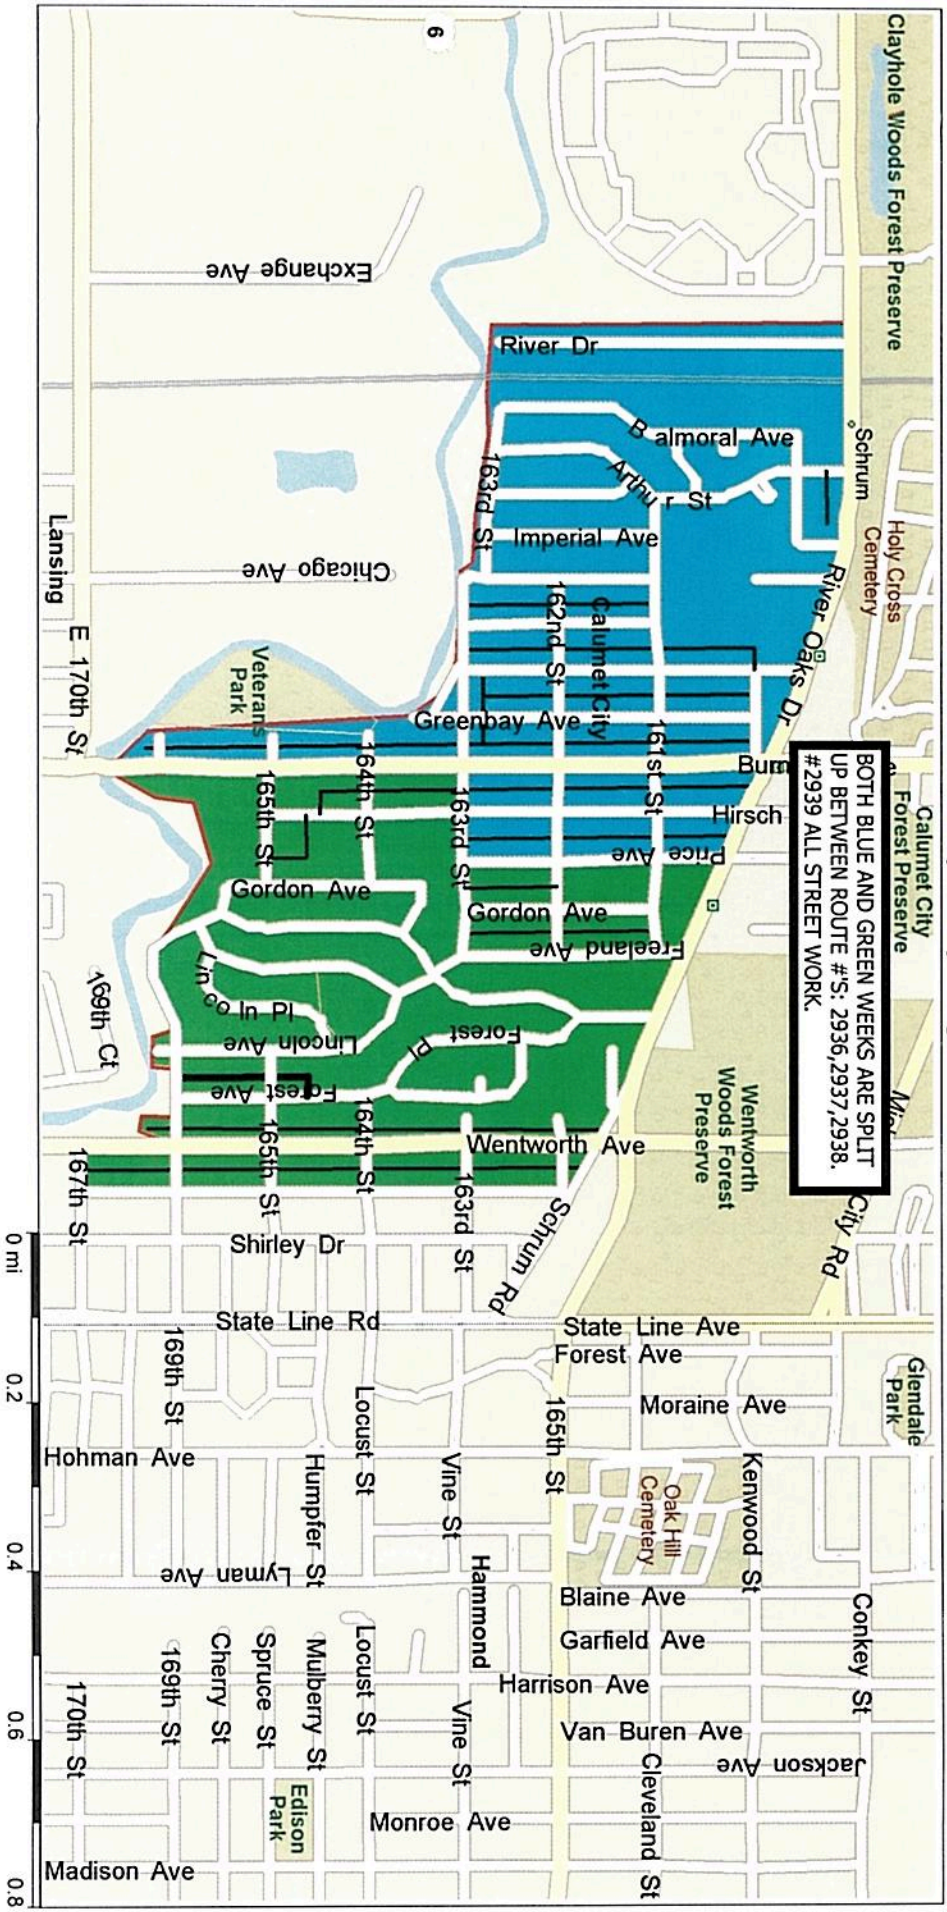 Clayhole Woods Forest Preserve
6
Exchange Ave
River Dr
Schrum
Balmoral Ave
Arthur St
163rd St
Imperial Ave
Holy Cross
Cemetery
River Oaks Dr
Chicago Ave
Lansing
E 170th St
162nd St
Calumet City
Veterans
Park
Greenbay Ave
161st St
Hirsch
Price Ave
164th St
165th St
163rd St
Gordon Ave
Gordon Ave
Freeland Ave
Calumet City
Forest Preserve
BOTH BLUE AND GREEN WEEKS ARE SPLIT
UP BETWEEN ROUTE #'S: 2936,2937,2938.
#2939 ALL STREET WORK.
Lincoln Pl
Lincoln Ave
Forest Pl
Forest Ave
169th Ct
Wentworth
Woods Forest
Preserve
Wentworth Ave
164th St
165th St
167th St
163rd St
Schrum Rd
City Rd
Shirley Dr
State Line Rd
State Line Ave
Forest Ave
Glendale
Park
Moraine Ave
169th St
Locust St
165th St
Hohman Ave
Humpfer St
Vine St
Oak Hill
Cemetery
Kenwood St
Lyman Ave
Hammond
Blaine Ave
Garfield Ave
Harrison Ave
Van Buren Ave
Jackson Ave
Conkey St
Cleveland St
Locust St
Mulberry St
Spruce St
Cherry St
169th St
170th St
Vine St
Edison
Park
Monroe Ave
Madison Ave
0 mi
0.2
0.4
0.6
0.8